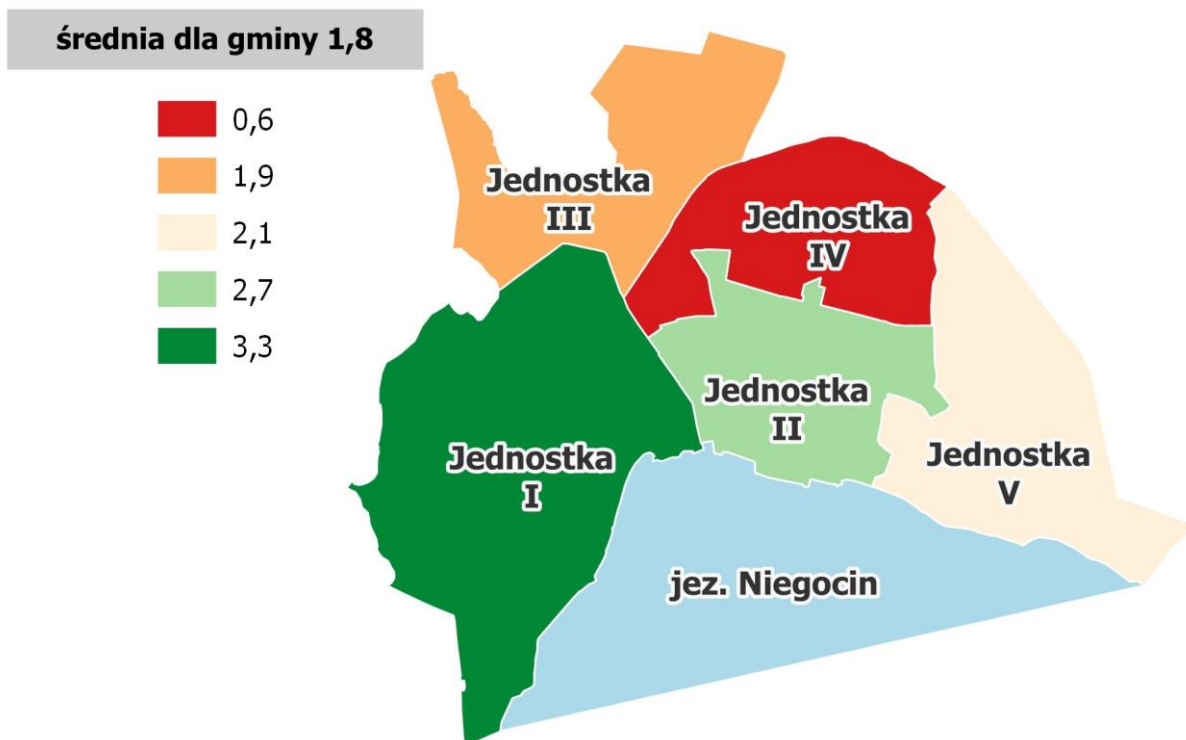 średnia dla gminy 1,8
0,6
1,9
2,1
2,7
3,3
Jednostka
III
Jednostka
IV
Jednostka
II
Jednostka
I
Jednostka
V
jez. Niegocin